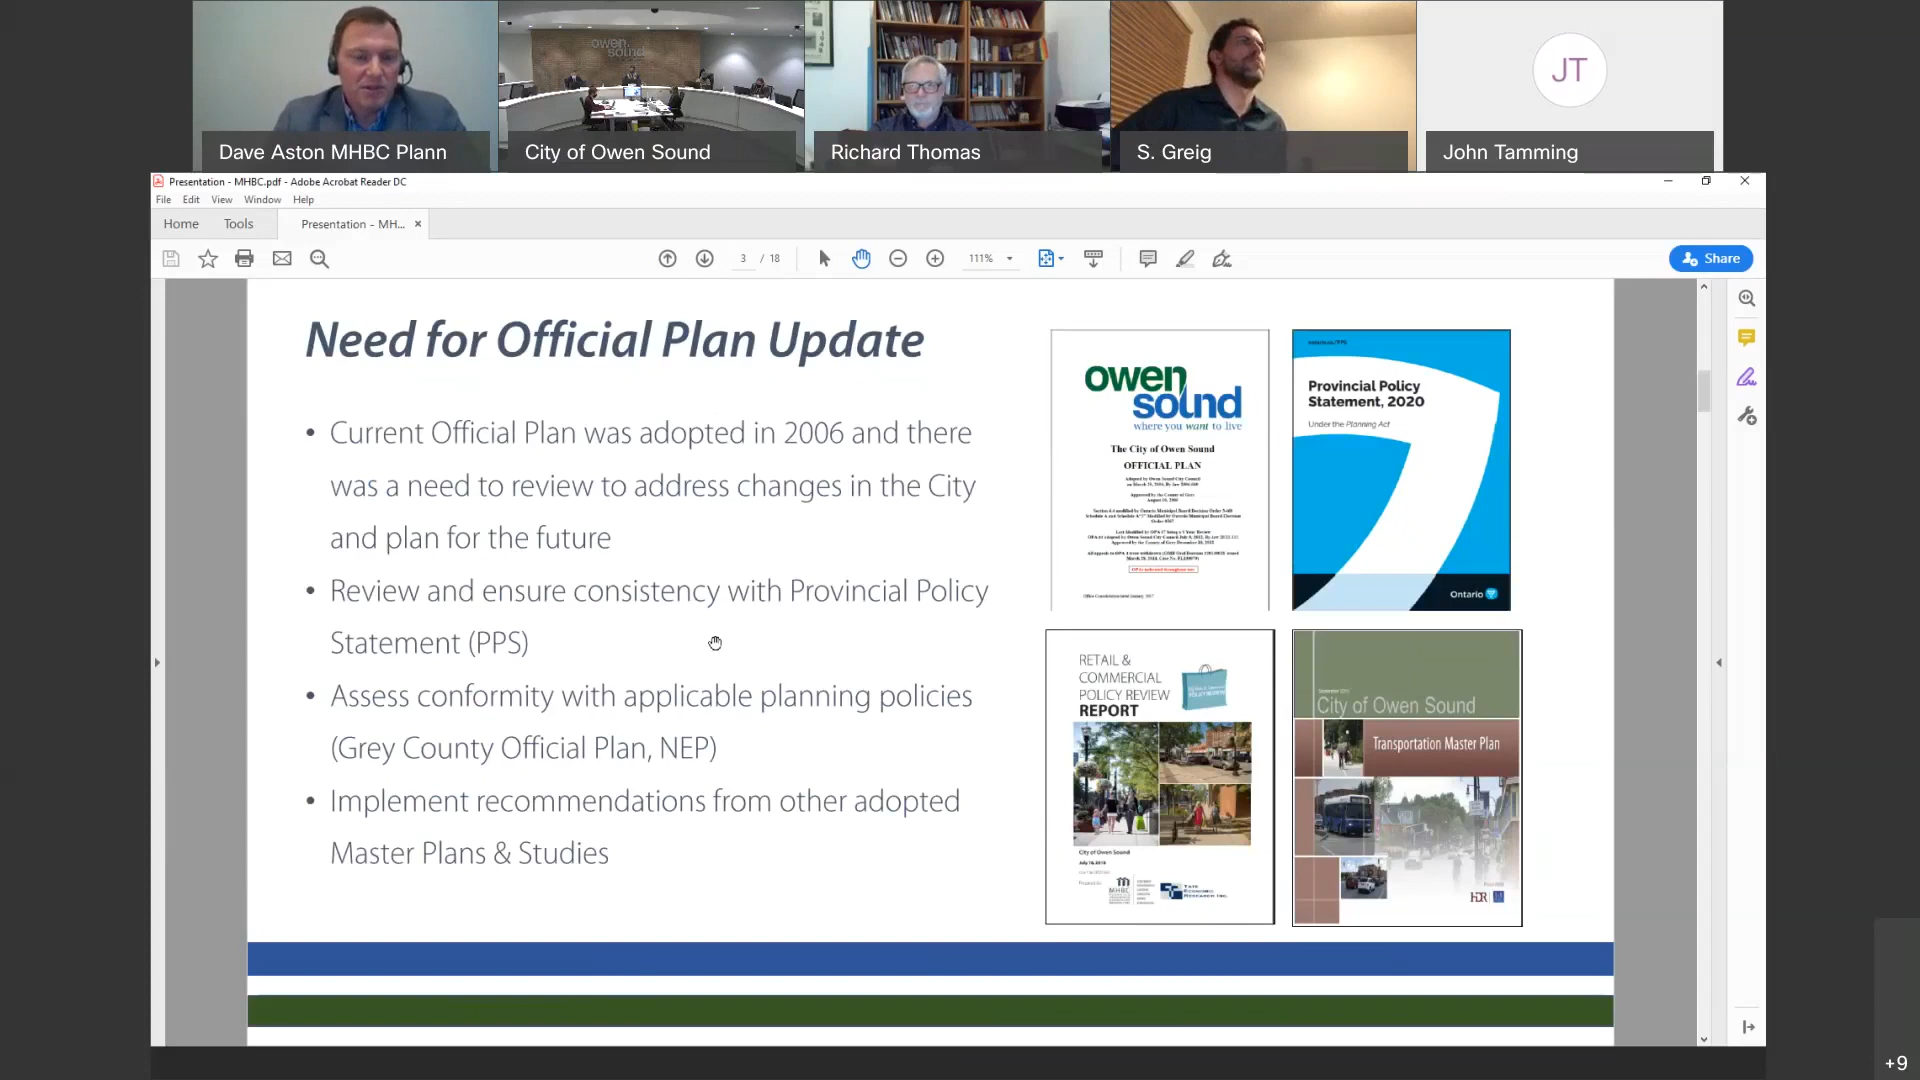 owen
sound
JT
Dave Aston MHBC Plann
City of Owen Sound
Richard Thomas
S. Greig
John Tamming
Presentation - MHBC.pdf - Adobe Acrobat Reader DC
File Edit View Window Help
Home Tools Presentation - MH... ×
3 / 18 111% Share
Need for Official Plan Update
• Current Official Plan was adopted in 2006 and there
was a need to review to address changes in the City
and plan for the future
• Review and ensure consistency with Provincial Policy
Statement (PPS)
• Assess conformity with applicable planning policies
(Grey County Official Plan, NEP)
• Implement recommendations from other adopted
Master Plans & Studies
owen
sound
where you want to live
The City of Owen Sound
OFFICIAL PLAN
Provincial Policy
Statement, 2020
Under the Planning Act
Ontario
RETAIL &
COMMERCIAL
POLICY REVIEW
REPORT
City of Owen Sound
MHBC
City of Owen Sound
Transportation Master Plan
HDR
+9